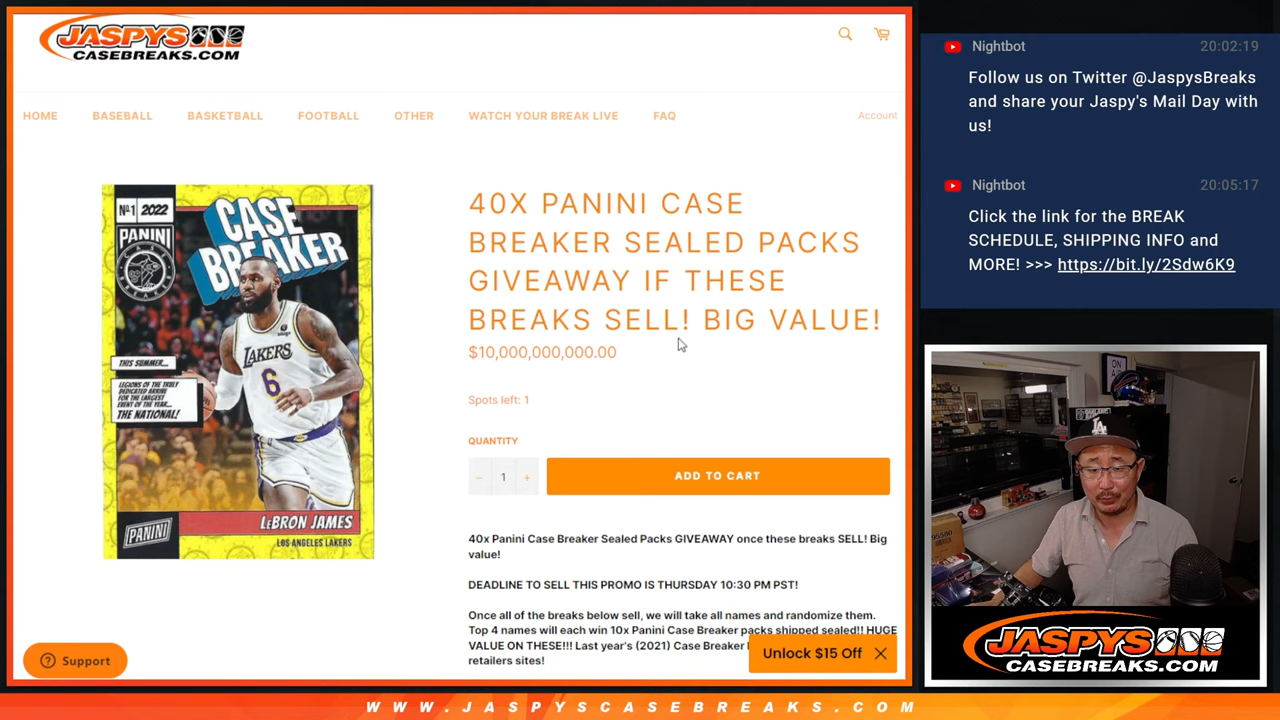 JASPYS
CASEBREAKS.COM
HOME BASEBALL BASKETBALL FOOTBALL OTHER WATCH YOUR BREAK LIVE FAQ Account
Nº1 2022
PANINI
CASE
BREAKER
THIS SUMMER...
LEGIONS OF THE TRULY
DEDICATED ARRIVE
FOR THE LARGEST
EVENT OF THE YEAR...
THE NATIONAL!
LAKERS
6
PANINI
LEBRON JAMES
LOS ANGELES LAKERS
40X PANINI CASE
BREAKER SEALED PACKS
GIVEAWAY IF THESE
BREAKS SELL! BIG VALUE!
$10,000,000,000.00
Spots left: 1
QUANTITY
− 1 +
ADD TO CART
40x Panini Case Breaker Sealed Packs GIVEAWAY once these breaks SELL! Big
value!
DEADLINE TO SELL THIS PROMO IS THURSDAY 10:30 PM PST!
Once all of the breaks below sell, we will take all names and randomize them.
Top 4 names will each win 10x Panini Case Breaker packs shipped sealed!! HUGE
VALUE ON THESE!!! Last year's (2021) Case Breaker
retailers sites!
Support
Unlock $15 Off
Nightbot 20:02:19
Follow us on Twitter @JaspysBreaks
and share your Jaspy's Mail Day with
us!
Nightbot 20:05:17
Click the link for the BREAK
SCHEDULE, SHIPPING INFO and
MORE! >>> https://bit.ly/2Sdw6K9
ON
LA
JASPYS
CASEBREAKS.COM
WWW.JASPYSCASEBREAKS.COM